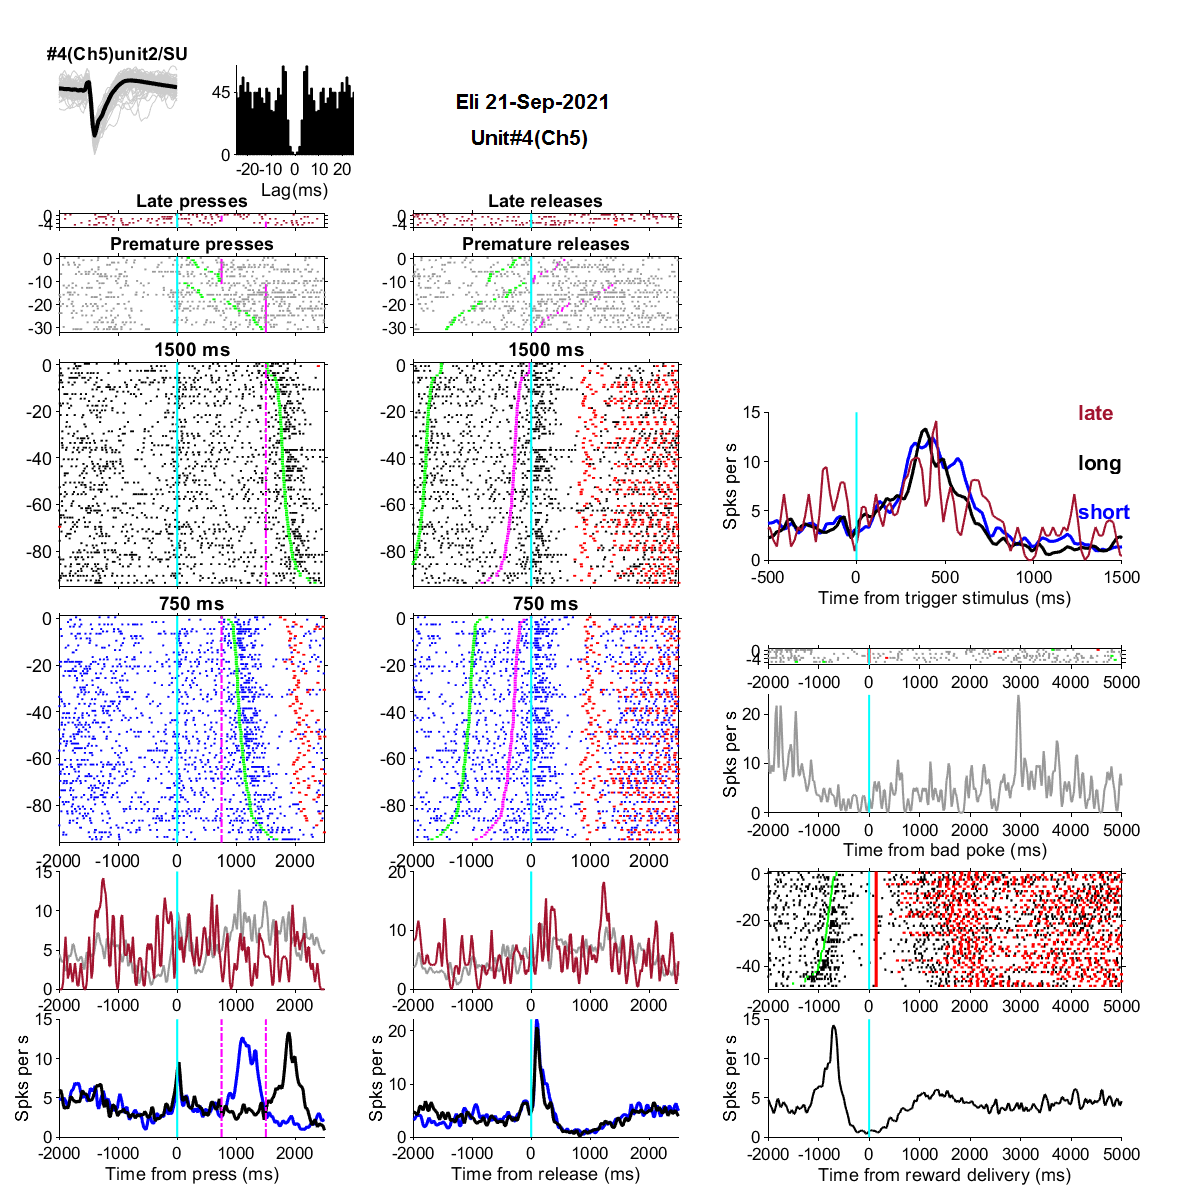 #4(Ch5)unit2/SU
45
0
-20 -10 0 10 20
Lag(ms)
Eli 21-Sep-2021
Unit#4(Ch5)
Late presses
0
-4
Late releases
0
-4
Premature presses
0
-10
-20
-30
Premature releases
0
-10
-20
-30
1500 ms
0
-20
-40
-60
-80
1500 ms
0
-20
-40
-60
-80
15
10
5
0
Spks per s
late
long
short
-500 0 500 1000 1500
Time from trigger stimulus (ms)
750 ms
0
-20
-40
-60
-80
-2000 -1000 0 1000 2000
750 ms
0
-20
-40
-60
-80
-2000 -1000 0 1000 2000
0
-4
-2000 -1000 0 1000 2000 3000 4000 5000
20
10
0
Spks per s
-2000 -1000 0 1000 2000 3000 4000 5000
Time from bad poke (ms)
15
10
5
0
-2000 -1000 0 1000 2000
20
10
0
-2000 -1000 0 1000 2000
0
-20
-40
-2000 -1000 0 1000 2000 3000 4000 5000
15
10
5
0
Spks per s
-2000 -1000 0 1000 2000
Time from press (ms)
20
10
0
Spks per s
-2000 -1000 0 1000 2000
Time from release (ms)
15
10
5
0
Spks per s
-2000 -1000 0 1000 2000 3000 4000 5000
Time from reward delivery (ms)